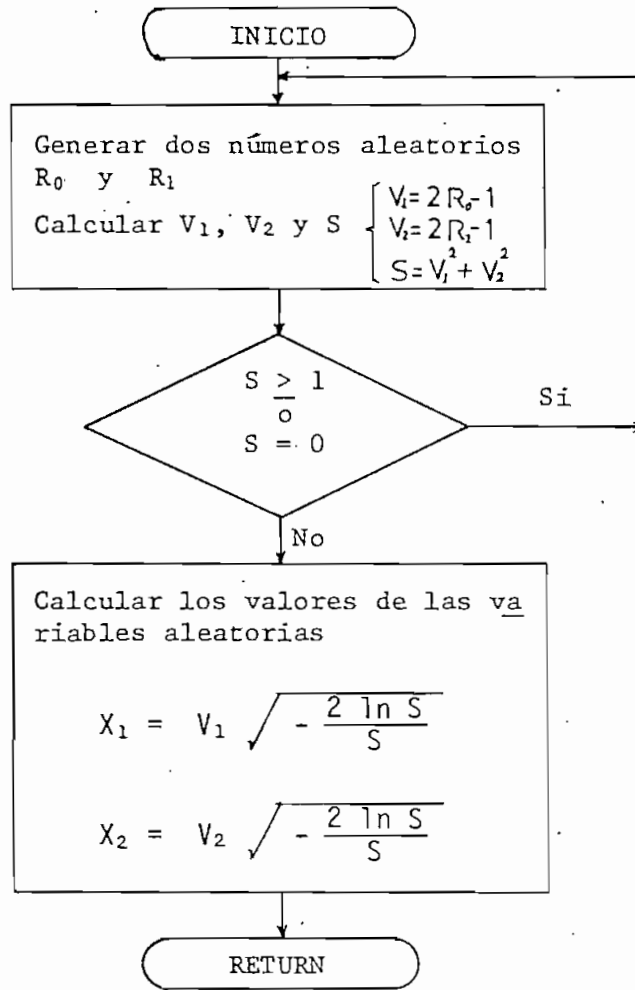 INICIO
Generar dos números aleatorios
R₀ y R₁
Calcular V₁, V₂ y S
V₁= 2R₀-1
V₂= 2R₁-1
S= V₁² + V₂²
S ≥ 1
o
S = 0
Si
No
Calcular los valores de las va
riables aleatorias
X₁ = V₁ √(- 2 ln S / S)
X₂ = V₂ √(- 2 ln S / S)
RETURN